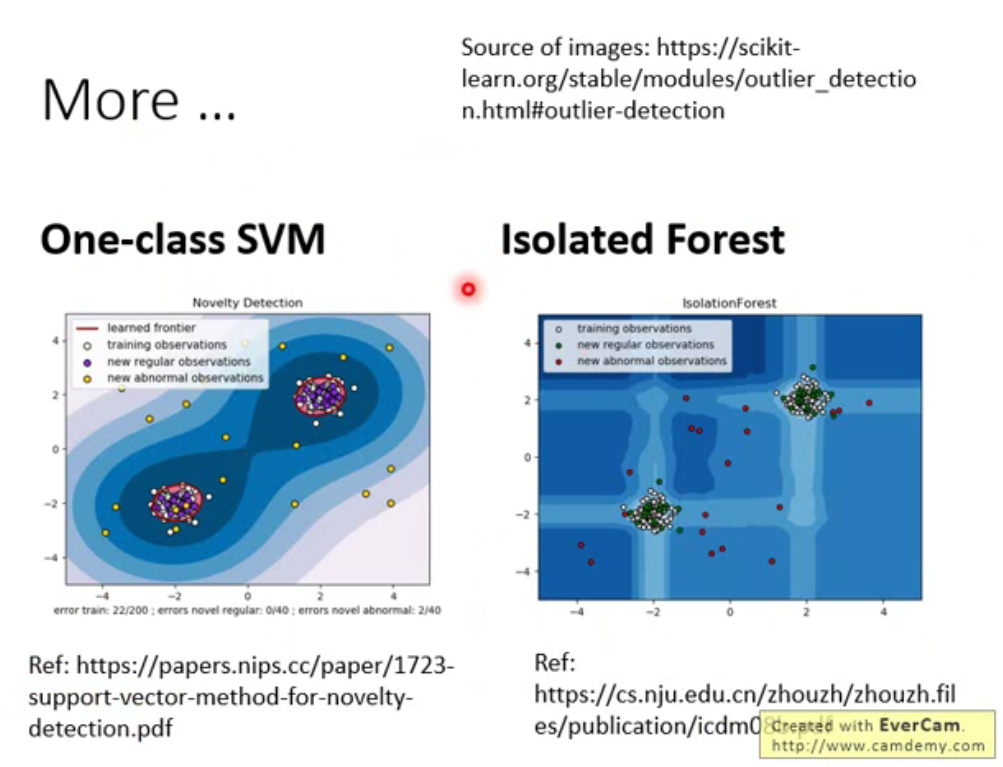 Source of images: https://scikit-
learn.org/stable/modules/outlier_detectio
n.html#outlier-detection
More ...
One-class SVM
Isolated Forest
Novelty Detection
learned frontier
training observations
new regular observations
new abnormal observations
4
2
0
−2
−4
−4
−2
0
2
4
error train: 22/200 ; errors novel regular: 0/40 ; errors novel abnormal: 2/40
IsolationForest
training observations
new regular observations
new abnormal observations
4
2
0
−2
−4
−4
−2
0
2
4
Ref: https://papers.nips.cc/paper/1723-
support-vector-method-for-novelty-
detection.pdf
Ref:
https://cs.nju.edu.cn/zhouzh/zhouzh.fil
es/publication/icdm08b.pdf
Created with EverCam.
http://www.camdemy.com